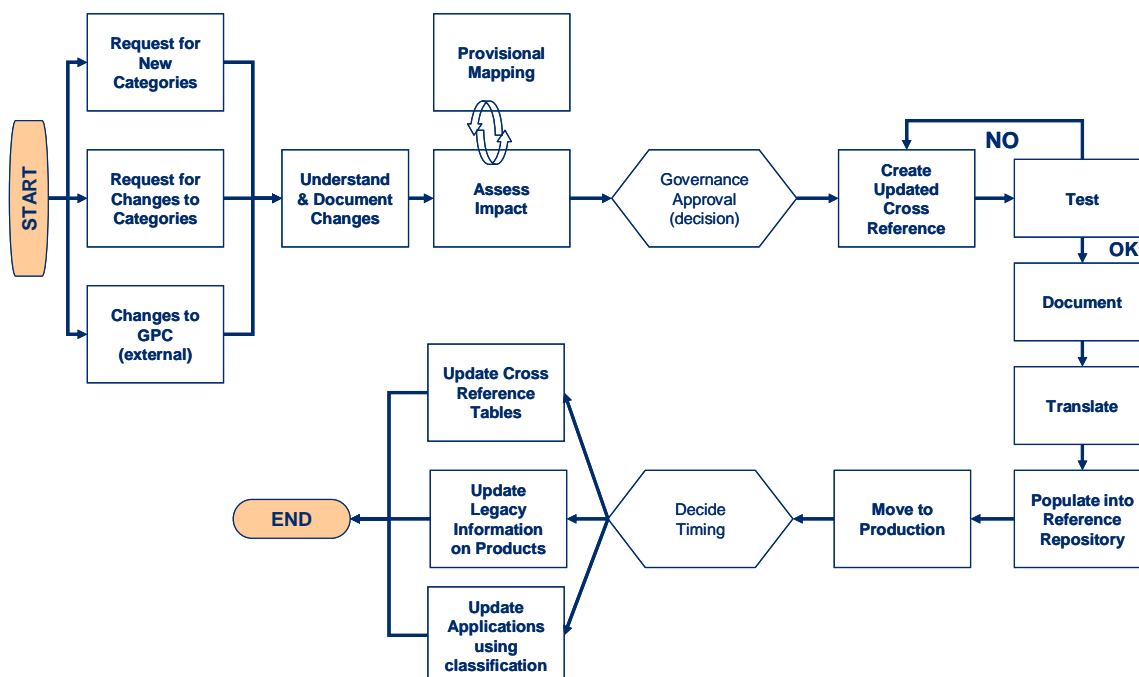 START
Request for
New
Categories
Request for
Changes to
Categories
Changes to
GPC
(external)
Understand
& Document
Changes
Provisional
Mapping
Assess
Impact
Governance
Approval
(decision)
Create
Updated
Cross
Reference
NO
Test
OK
Document
Translate
Populate into
Reference
Repository
Move to
Production
Decide
Timing
Update Cross
Reference
Tables
Update
Legacy
Information
on Products
Update
Applications
using
classification
END